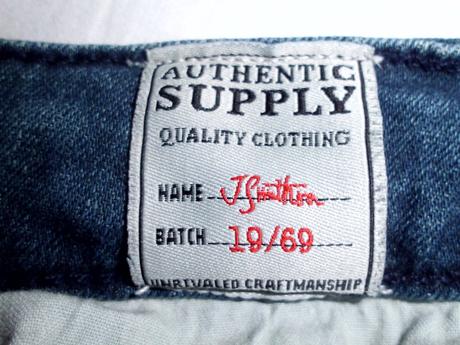 AUTHENTIC
SUPPLY
QUALITY CLOTHING
NAME
BATCH 19/69
UNRIVALED CRAFTMANSHIP